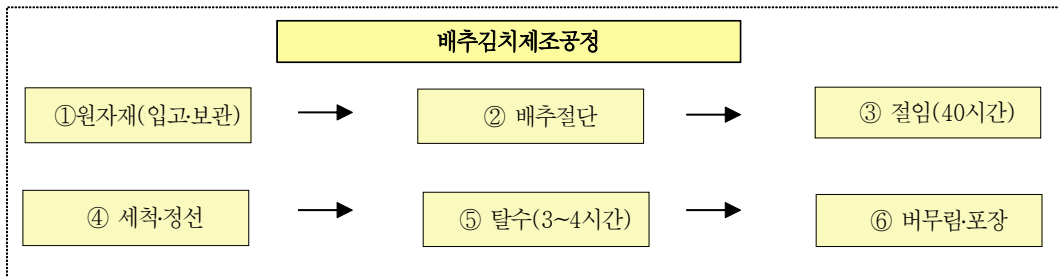 배추김치제조공정
①원자재(입고·보관)
② 배추절단
③ 절임(40시간)
④ 세척·정선
⑤ 탈수(3~4시간)
⑥ 버무림·포장